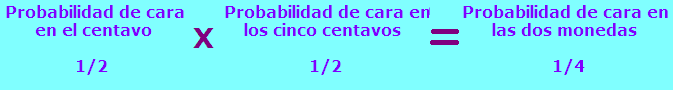 Probabilidad de cara
en el centavo
1/2
x
Probabilidad de cara en
los cinco centavos
1/2
=
Probabilidad de cara en
las dos monedas
1/4